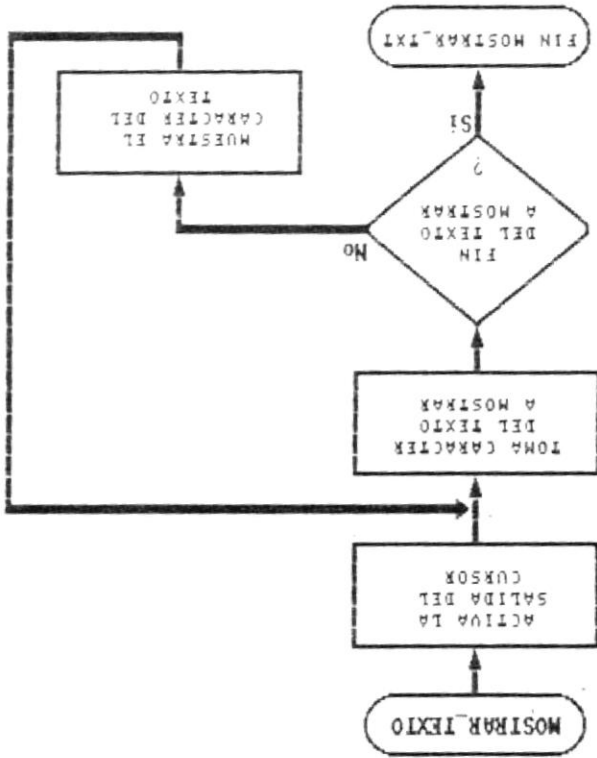 MOSTRAR_TEXTO
ACTIVA LA
SALIDA DEL
CURSOR
TOMA CARACTER
DEL TEXTO
A MOSTRAR
FIN
DEL TEXTO
A MOSTRAR
?
No
Si
MUESTRA EL
CARACTER DEL
TEXTO
FIN MOSTRAR_TXT